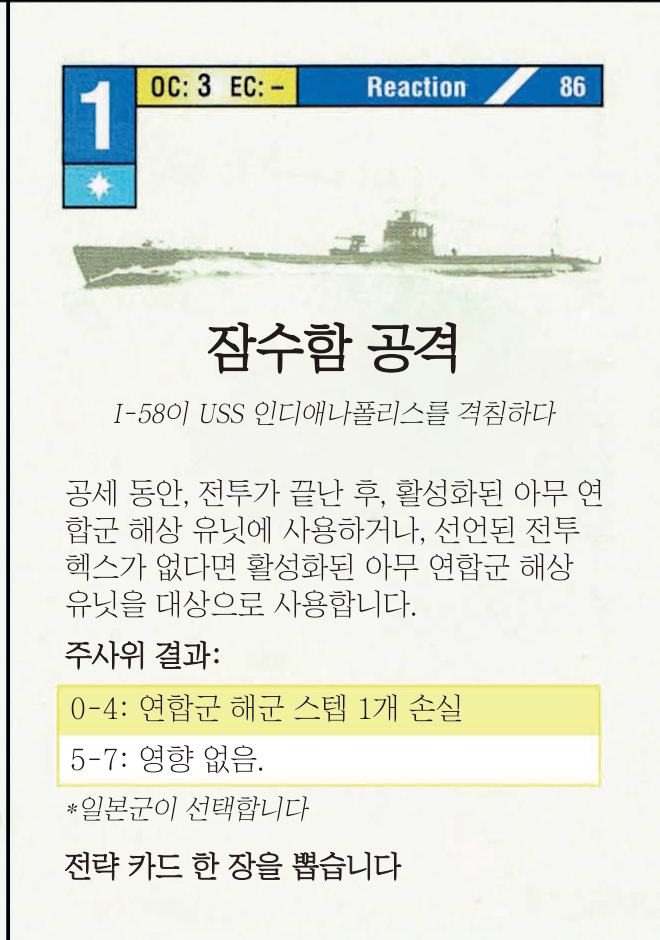 1
OC: 3 EC: –
Reaction
86
잠수함 공격
I-58이 USS 인디애나폴리스를 격침하다
공세 동안, 전투가 끝난 후, 활성화된 아무 연
합군 해상 유닛에 사용하거나, 선언된 전투
헥스가 없다면 활성화된 아무 연합군 해상
유닛을 대상으로 사용합니다.
주사위 결과:
0-4: 연합군 해군 스텝 1개 손실
5-7: 영향 없음.
*일본군이 선택합니다
전략 카드 한 장을 뽑습니다